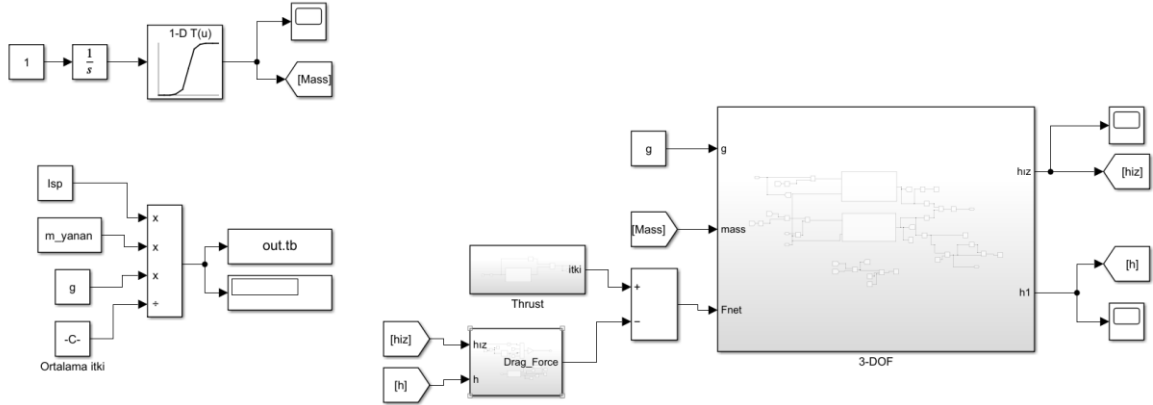 1
1
s
1-D T(u)
[Mass]
Isp
m_yanan
g
-C-
Ortalama itki
x
x
x
÷
out.tb
g
[Mass]
itki
Thrust
[hiz]
[h]
hız
h
Drag_Force
+
−
g
mass
Fnet
hız
h1
3-DOF
[hiz]
[h]